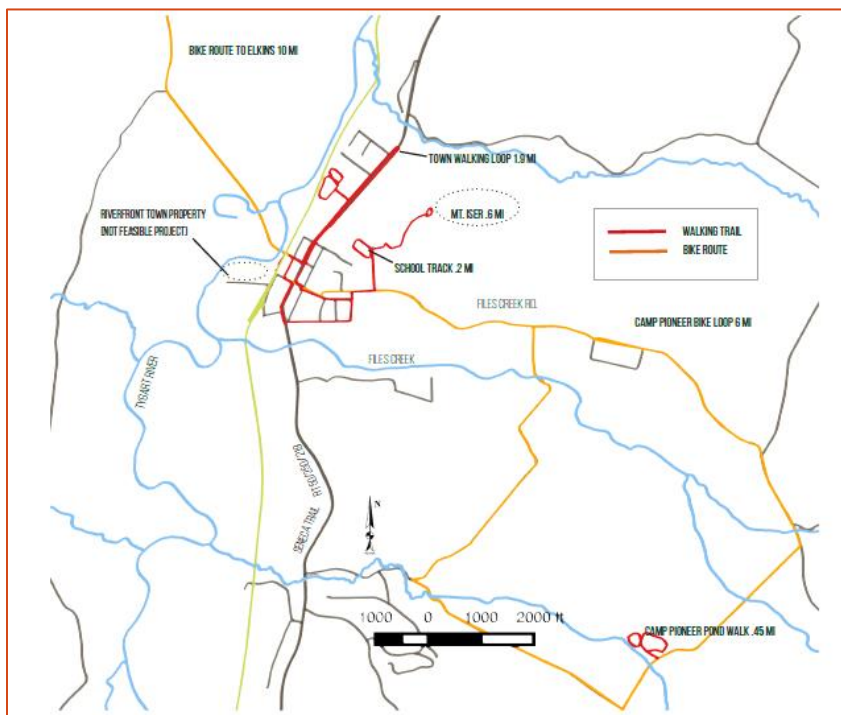 BIKE ROUTE TO ELKINS 10 MI
TOWN WALKING LOOP 1.9 MI
RIVERFRONT TOWN PROPERTY
(NOT FEASIBLE PROJECT)
MT. ISER .6 MI
WALKING TRAIL
BIKE ROUTE
SCHOOL TRACK .2 MI
FILES CREEK RD.
CAMP PIONEER BIKE LOOP 6 MI
FILES CREEK
TYGART RIVER
SENECA TRAIL
N
1000 0 1000 2000 ft
CAMP PIONEER POND WALK .45 MI